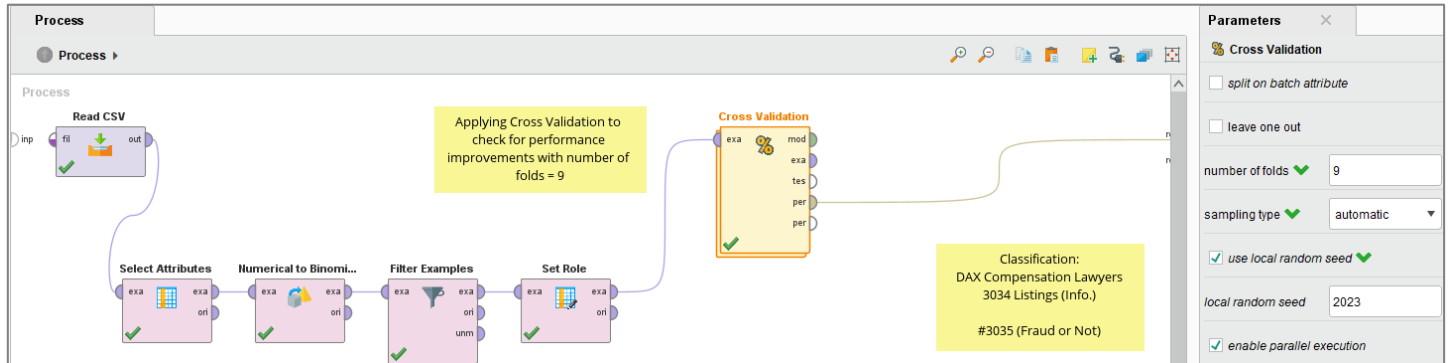 Process
Process
Process
inp
Read CSV
fil
out
Select Attributes
exa
exa
ori
Numerical to Binomi...
exa
exa
ori
Filter Examples
exa
exa
ori
unm
Set Role
exa
exa
ori
Applying Cross Validation to
check for performance
improvements with number of
folds = 9
Cross Validation
exa
mod
exa
tes
per
per
Classification:
DAX Compensation Lawyers
3034 Listings (Info.)
#3035 (Fraud or Not)
Parameters
% Cross Validation
split on batch attribute
leave one out
number of folds
9
sampling type
automatic
use local random seed
local random seed
2023
enable parallel execution